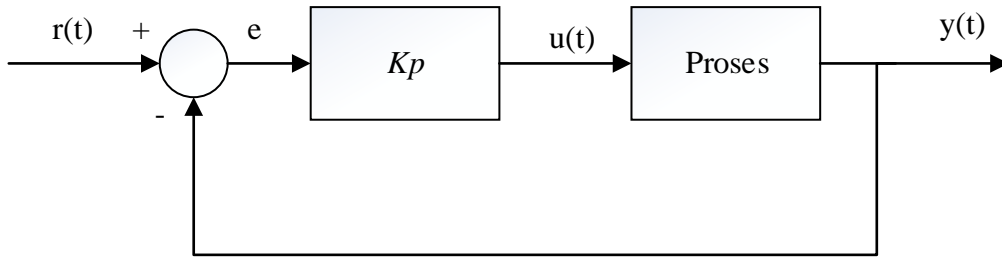 r(t)
+
e
Kp
u(t)
Proses
y(t)
-